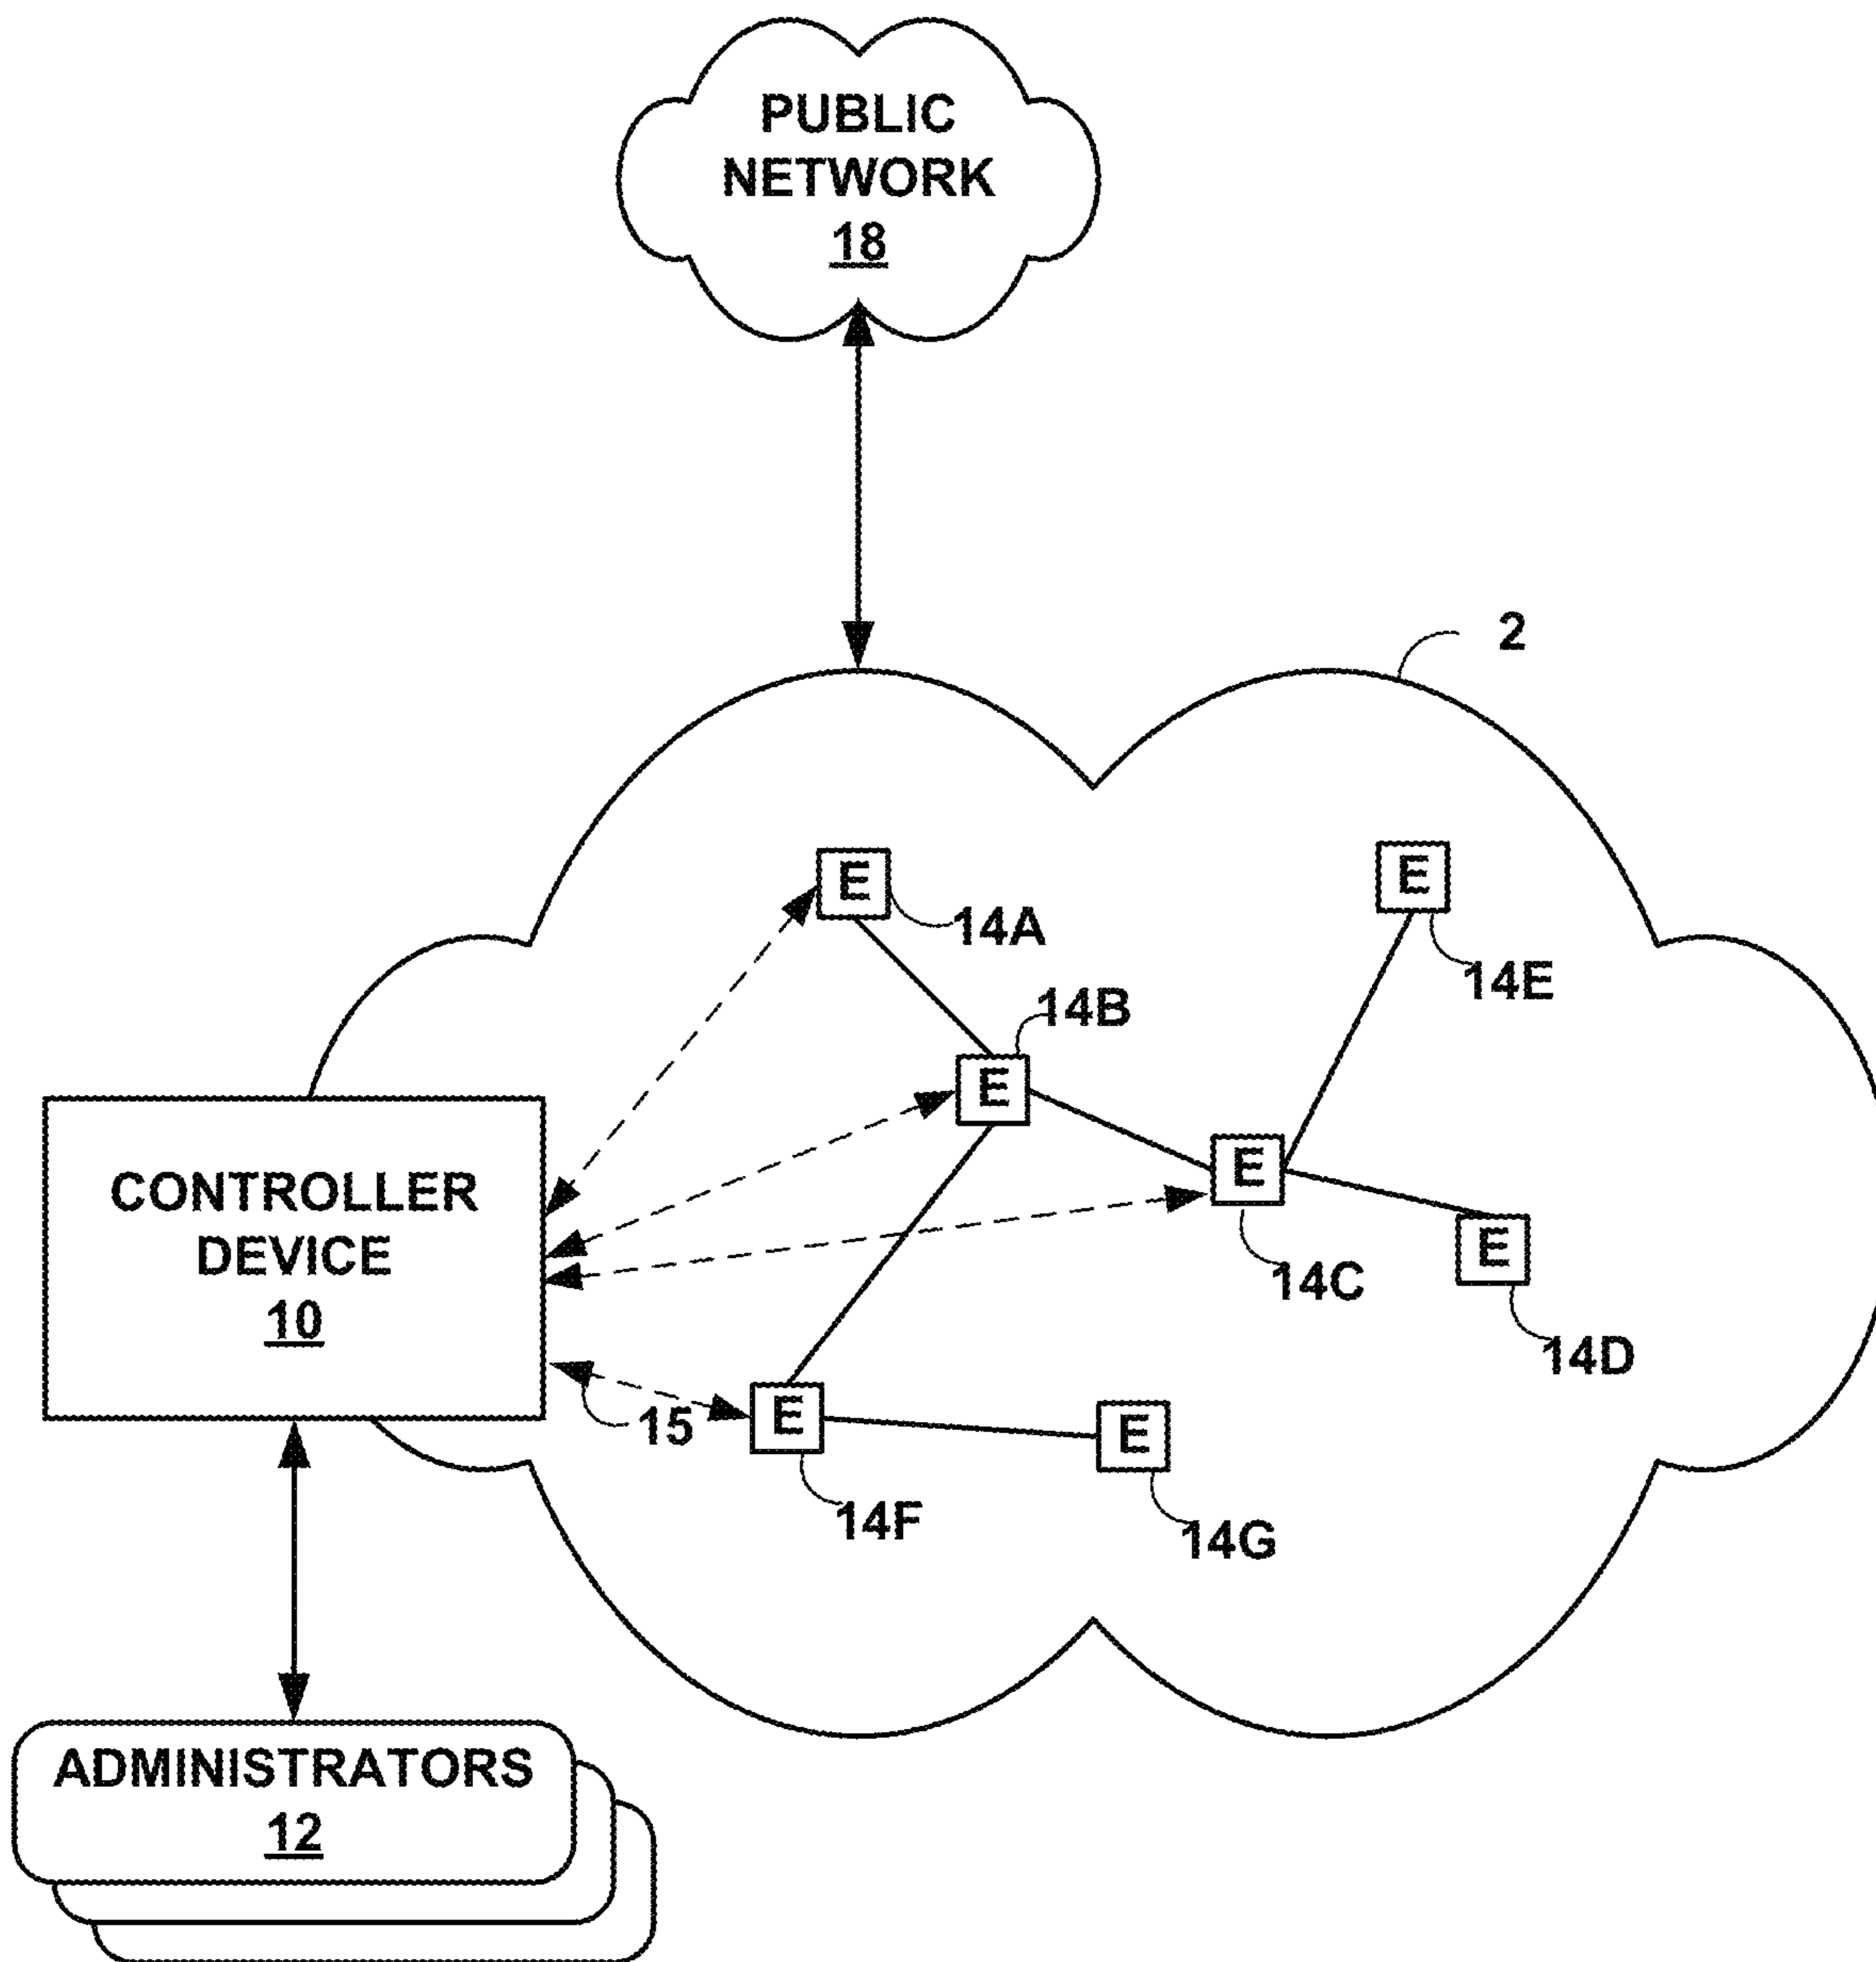 PUBLIC
NETWORK
18
2
E
14A
E
14E
14B
E
E
14C
E
14D
CONTROLLER
DEVICE
10
15
E
14F
E
14G
ADMINISTRATORS
12